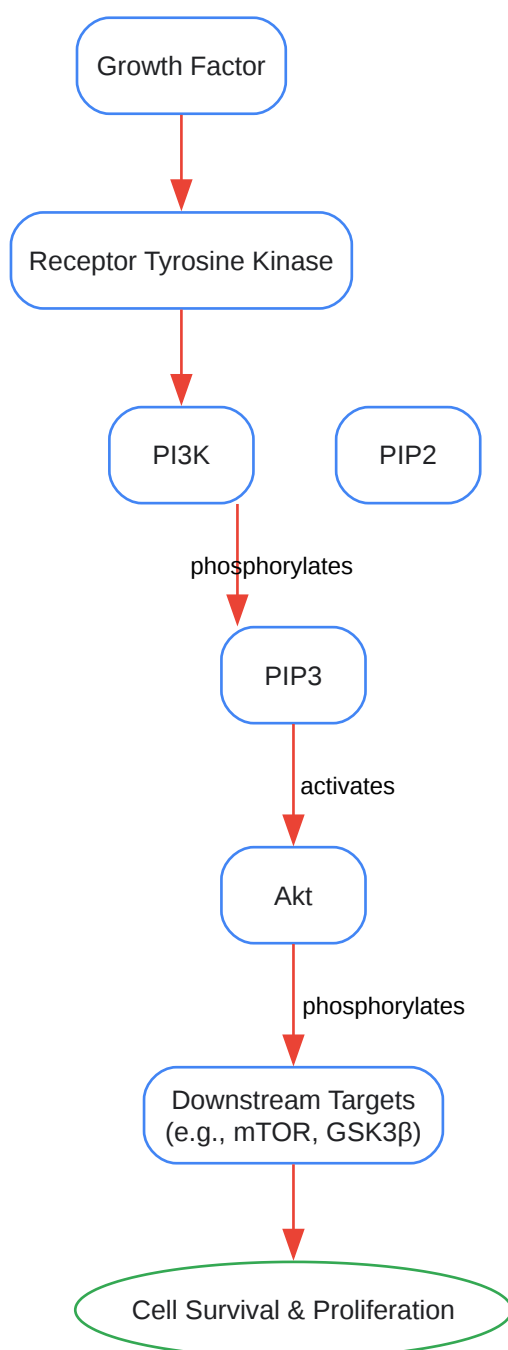 Growth Factor
Receptor Tyrosine Kinase
PI3K
PIP2
phosphorylates
PIP3
activates
Akt
phosphorylates
Downstream Targets
(e.g., mTOR, GSK3β)
Cell Survival & Proliferation